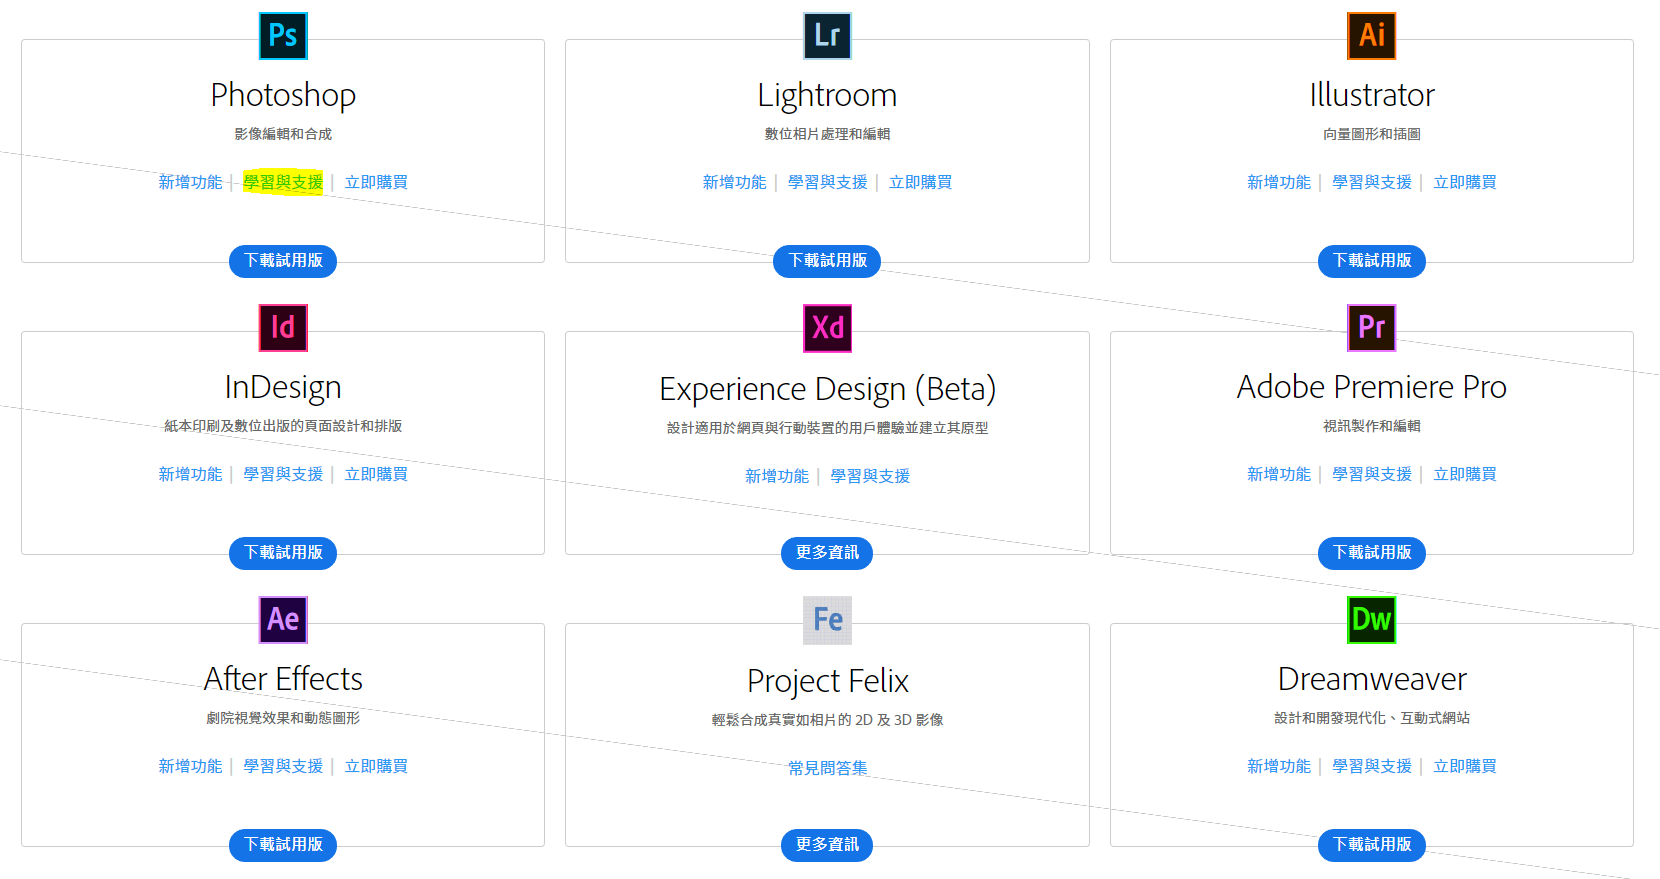 Ps
Lr
Ai
Photoshop
Lightroom
Illustrator
影像編輯和合成
數位相片處理和編輯
向量圖形和插圖
新增功能 | 學習與支援 | 立即購買
新增功能 | 學習與支援 | 立即購買
新增功能 | 學習與支援 | 立即購買
下載試用版
下載試用版
下載試用版
Id
Xd
Pr
InDesign
Experience Design (Beta)
Adobe Premiere Pro
紙本印刷及數位出版的頁面設計和排版
設計適用於網頁與行動裝置的用戶體驗並建立其原型
視訊製作和編輯
新增功能 | 學習與支援 | 立即購買
新增功能 | 學習與支援
新增功能 | 學習與支援 | 立即購買
下載試用版
更多資訊
下載試用版
Ae
Fe
Dw
After Effects
Project Felix
Dreamweaver
劇院視覺效果和動態圖形
輕鬆合成真實如相片的 2D 及 3D 影像
設計和開發現代化、互動式網站
新增功能 | 學習與支援 | 立即購買
常見問答集
新增功能 | 學習與支援 | 立即購買
下載試用版
更多資訊
下載試用版